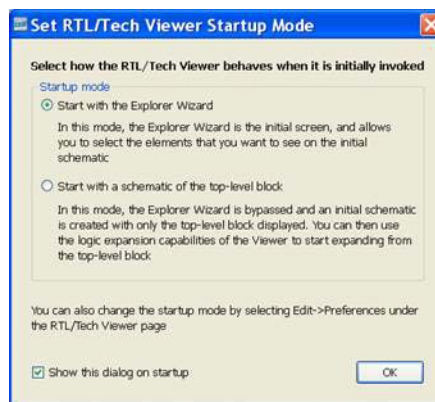 Set RTL/Tech Viewer Startup Mode
Select how the RTL/Tech Viewer behaves when it is initially invoked
Startup mode
Start with the Explorer Wizard
In this mode, the Explorer Wizard is the initial screen, and allows
you to select the elements that you want to see on the initial
schematic
Start with a schematic of the top-level block
In this mode, the Explorer Wizard is bypassed and an initial schematic
is created with only the top-level block displayed. You can then use
the logic expansion capabilities of the Viewer to start expanding from
the top-level block
You can also change the startup mode by selecting Edit->Preferences under
the RTL/Tech Viewer page
Show this dialog on startup
OK